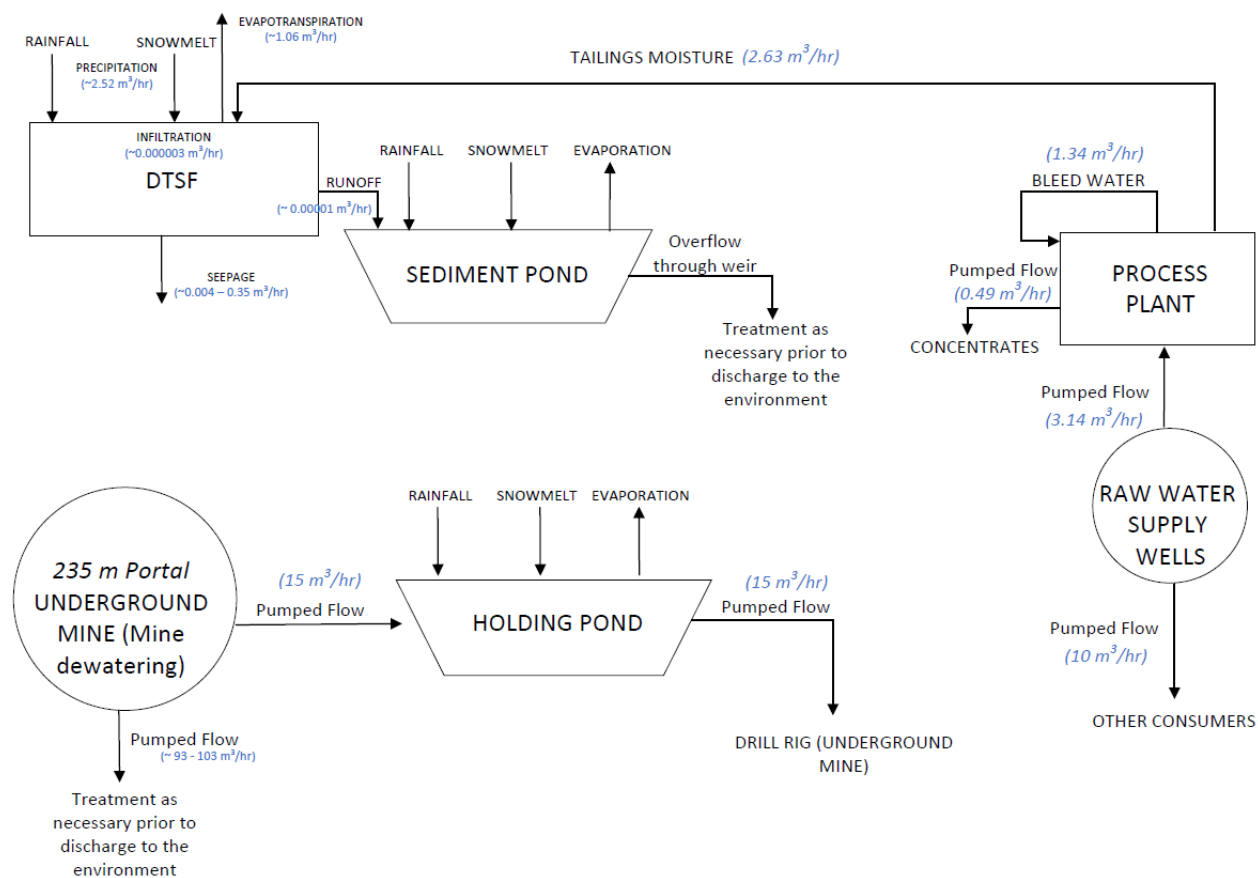 EVAPOTRANSPIRATION
(~1.06 m³/hr)
RAINFALL
SNOWMELT
PRECIPITATION
(~2.52 m³/hr)
TAILINGS MOISTURE (2.63 m³/hr)
INFILTRATION
(~0.000003 m³/hr)
DTSF
RUNOFF
(~ 0.00001 m³/hr)
SEEPAGE
(~0.004 – 0.35 m³/hr)
RAINFALL
SNOWMELT
EVAPORATION
SEDIMENT POND
Overflow
through weir
Treatment as
necessary prior to
discharge to the
environment
(1.34 m³/hr)
BLEED WATER
PROCESS
PLANT
Pumped Flow
(0.49 m³/hr)
CONCENTRATES
Pumped Flow
(3.14 m³/hr)
RAW WATER
SUPPLY
WELLS
Pumped Flow
(10 m³/hr)
OTHER CONSUMERS
235 m Portal
UNDERGROUND
MINE (Mine
dewatering)
(15 m³/hr)
Pumped Flow
RAINFALL
SNOWMELT
EVAPORATION
HOLDING POND
(15 m³/hr)
Pumped Flow
DRILL RIG (UNDERGROUND
MINE)
Pumped Flow
(~ 93 - 103 m³/hr)
Treatment as
necessary prior to
discharge to the
environment